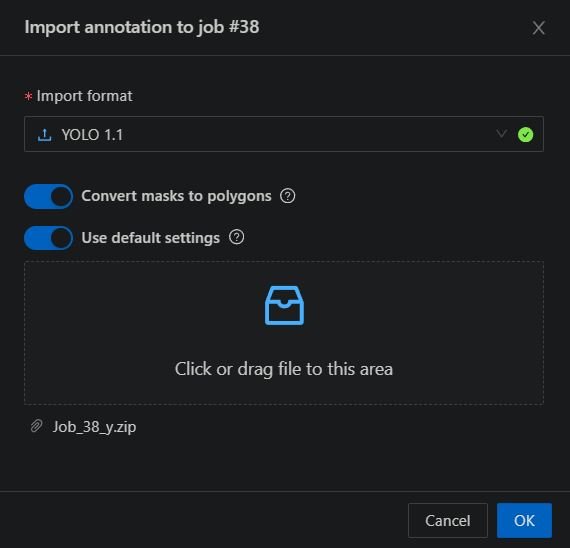 Import annotation to job #38
* Import format
YOLO 1.1
Convert masks to polygons
Use default settings
Click or drag file to this area
Job_38_y.zip
Cancel
OK